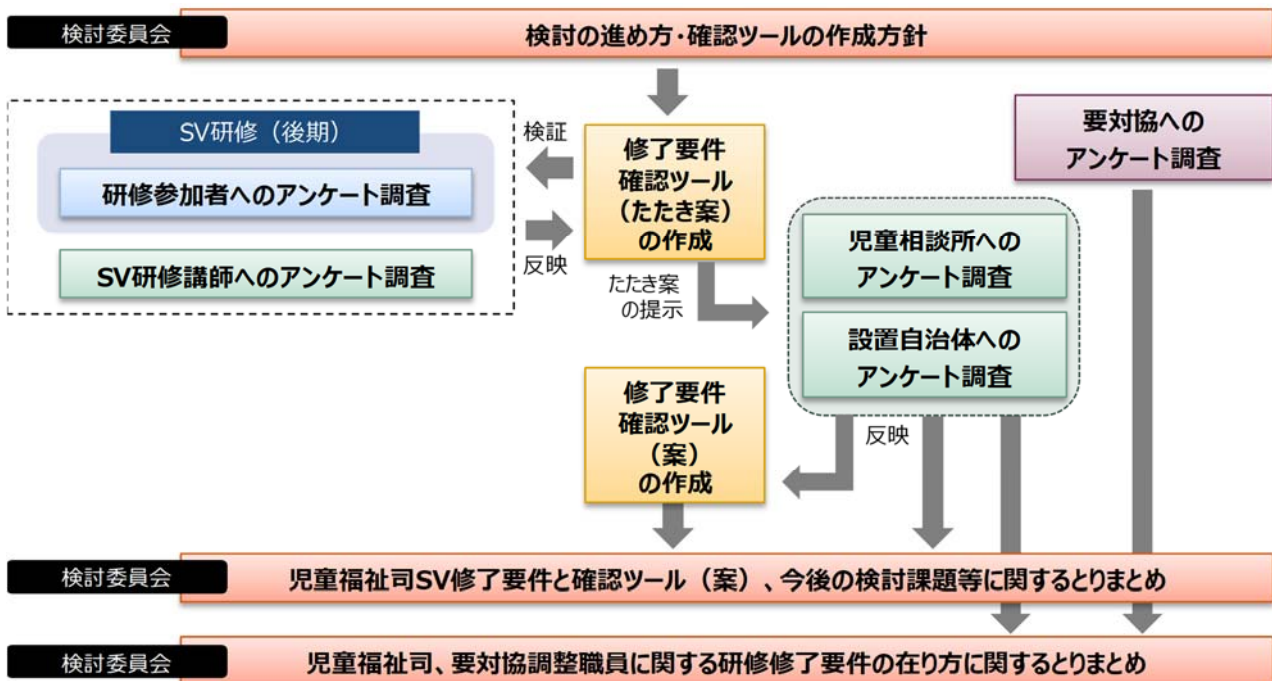 検討委員会
検討の進め方・確認ツールの作成方針
SV研修（後期）
研修参加者へのアンケート調査
SV研修講師へのアンケート調査
検証
反映
修了要件
確認ツール
（たたき案）
の作成
たたき案
の提示
要対協への
アンケート調査
児童相談所への
アンケート調査
設置自治体への
アンケート調査
修了要件
確認ツール
（案）
の作成
反映
検討委員会
児童福祉司SV修了要件と確認ツール（案）、今後の検討課題等に関するとりまとめ
検討委員会
児童福祉司、要対協調整職員に関する研修修了要件の在り方に関するとりまとめ